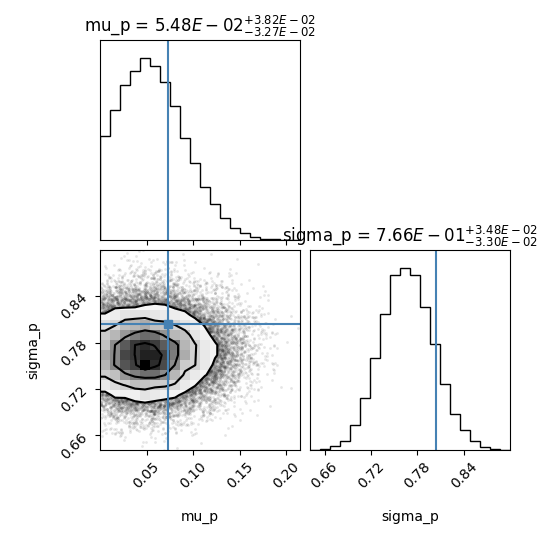 mu_p = 5.48E − 02+3.82E−02−3.27E−02
sigma_p = 7.66E − 01+3.48E−02−3.30E−02
sigma_p
0.84
0.78
0.72
0.66
0.05
0.10
0.15
0.20
mu_p
0.66
0.72
0.78
0.84
sigma_p